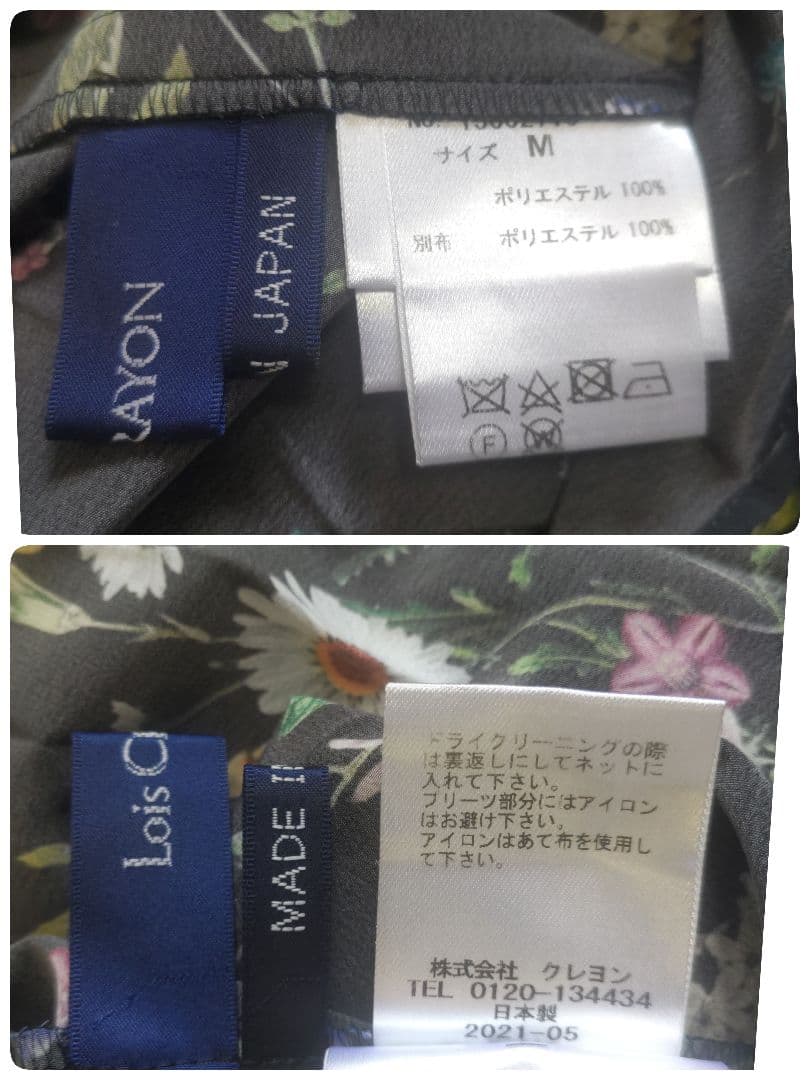 RAYON
N JAPAN
サイズ M
ポリエステル 100%
別布 ポリエステル 100%
F
W
Lois C
MADE I
ドライクリーニングの際
は裏返しにしてネットに
入れて下さい。
プリーツ部分にはアイロン
はお避け下さい。
アイロンはあて布を使用し
て下さい。
株式会社 クレヨン
TEL 0120-134434
日本製
2021-05